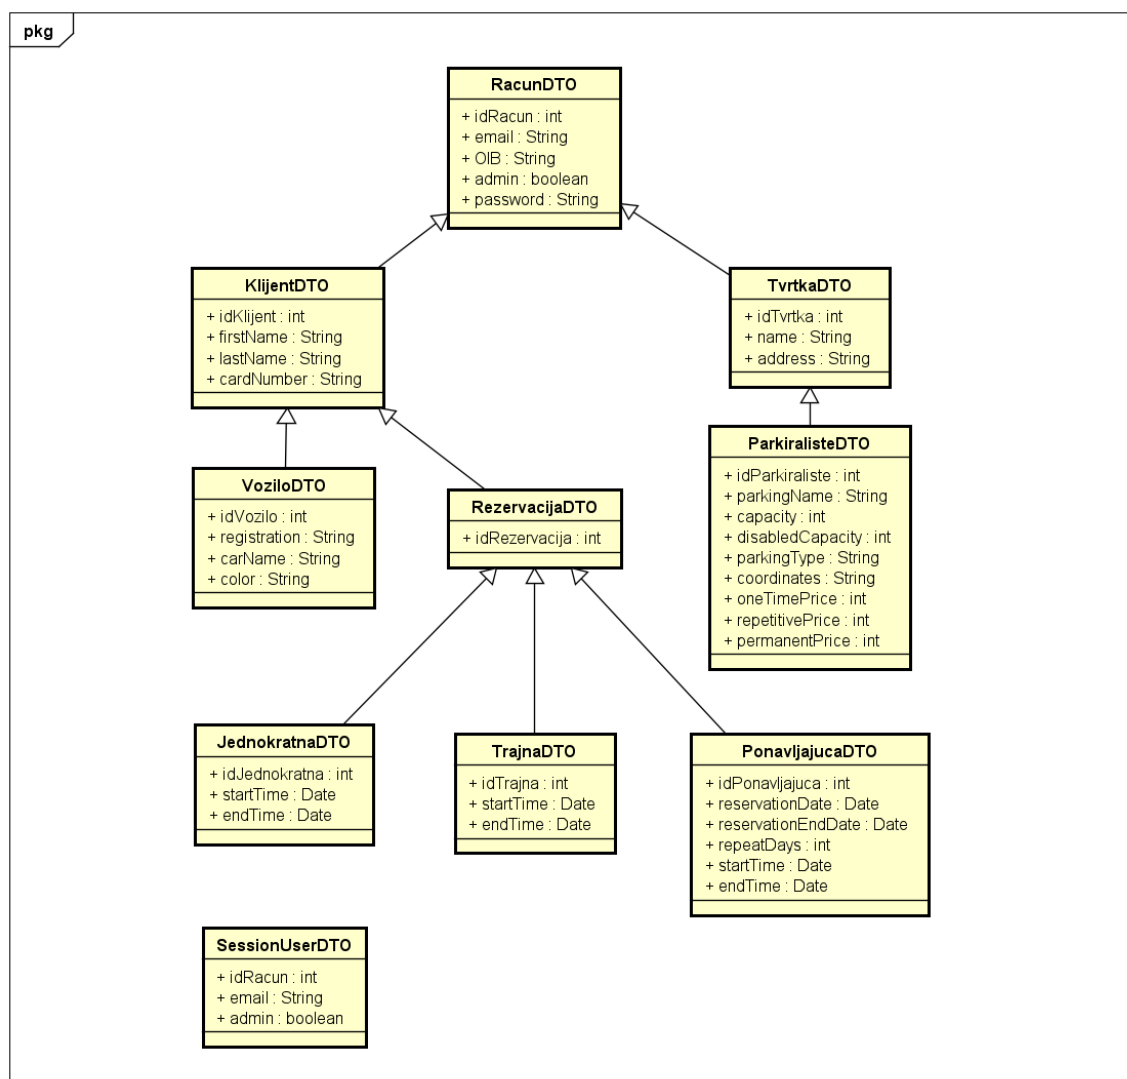 pkg
RacunDTO
+ idRacun : int
+ email : String
+ OIB : String
+ admin : boolean
+ password : String
KlijentDTO
+ idKlijent : int
+ firstName : String
+ lastName : String
+ cardNumber : String
TvrtkaDTO
+ idTvrtka : int
+ name : String
+ address : String
VoziloDTO
+ idVozilo : int
+ registration : String
+ carName : String
+ color : String
RezervacijaDTO
+ idRezervacija : int
ParkiralisteDTO
+ idParkiraliste : int
+ parkingName : String
+ capacity : int
+ disabledCapacity : int
+ parkingType : String
+ coordinates : String
+ oneTimePrice : int
+ repetitivePrice : int
+ permanentPrice : int
JednokratnaDTO
+ idJednokratna : int
+ startTime : Date
+ endTime : Date
TrajnaDTO
+ idTrajna : int
+ startTime : Date
+ endTime : Date
PonavljajucaDTO
+ idPonavljajuca : int
+ reservationDate : Date
+ reservationEndDate : Date
+ repeatDays : int
+ startTime : Date
+ endTime : Date
SessionUserDTO
+ idRacun : int
+ email : String
+ admin : boolean